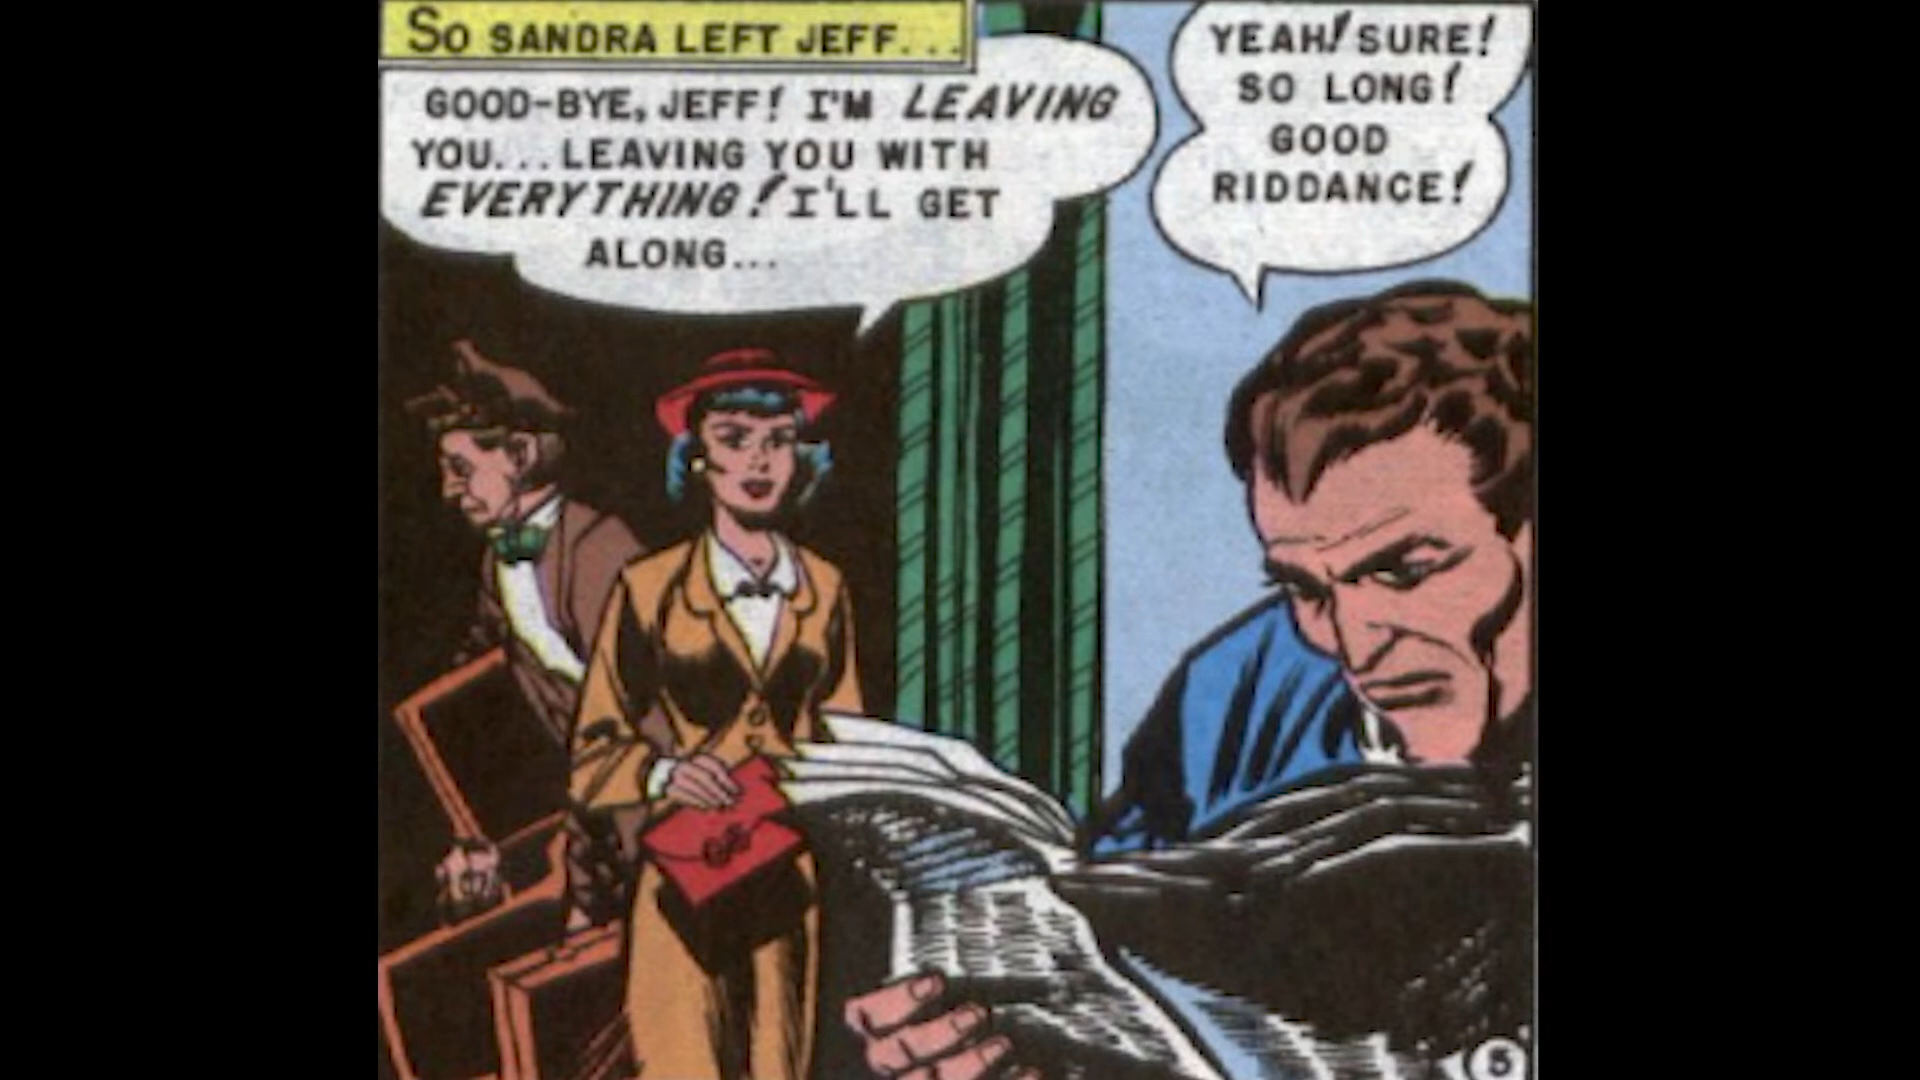 So SANDRA LEFT JEFF...
GOOD-BYE, JEFF! I'M LEAVING
YOU...LEAVING YOU WITH
EVERYTHING! I'LL GET
ALONG...
YEAH! SURE!
SO LONG!
GOOD
RIDDANCE!
5